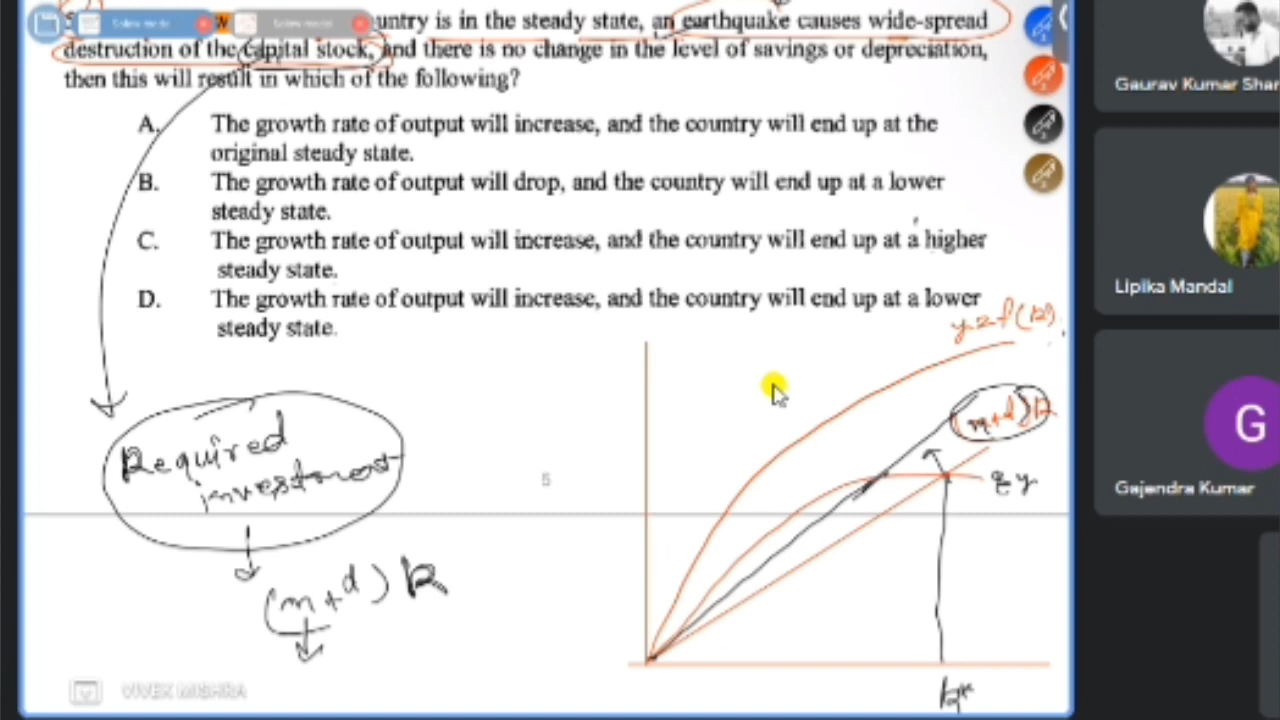 untry is in the steady state, an earthquake causes wide-spread
destruction of the capital stock, and there is no change in the level of savings or depreciation,
then this will result in which of the following?
A. The growth rate of output will increase, and the country will end up at the
original steady state.
B. The growth rate of output will drop, and the country will end up at a lower
steady state.
C. The growth rate of output will increase, and the country will end up at a higher
steady state.
D. The growth rate of output will increase, and the country will end up at a lower
steady state.
y=f(k)
(n+d)k
Required
investment
5
(n+d) k
k*
VIVEK MISHRA
Gaurav Kumar Shar
Lipika Mandal
G
Gajendra Kumar